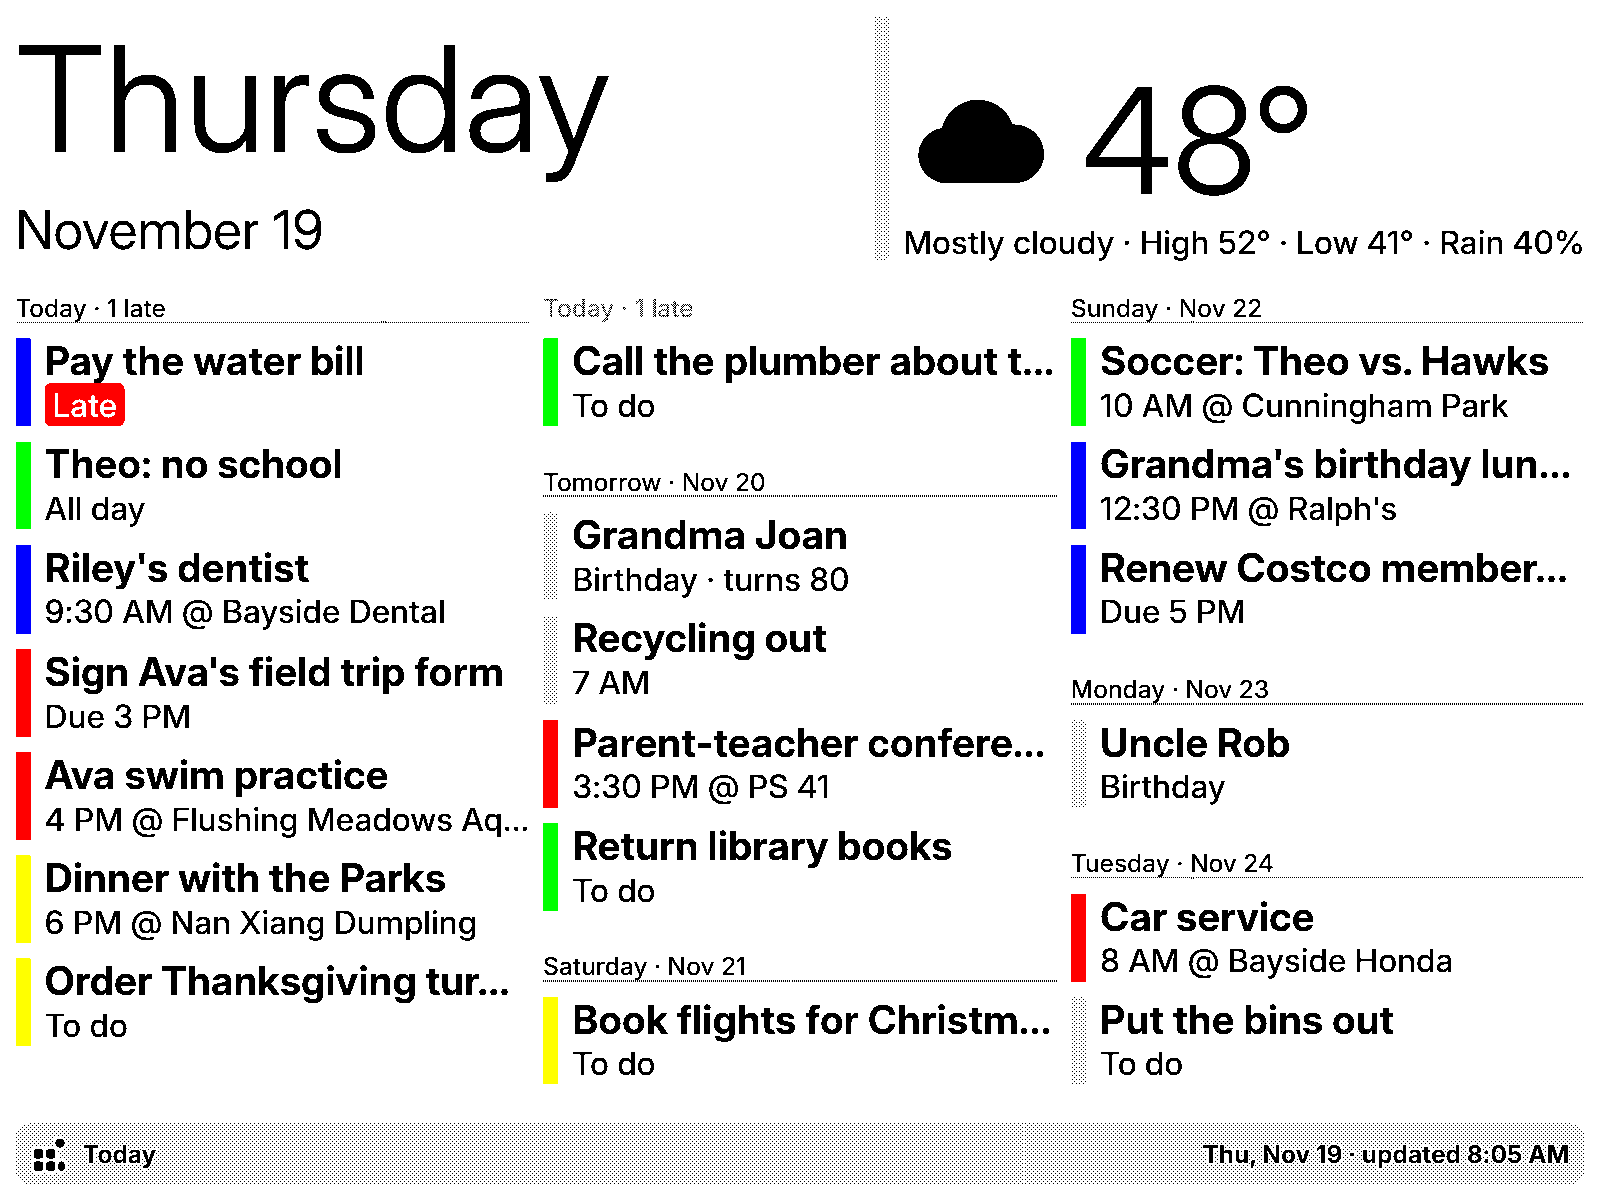 Thursday
November 19
48°
Mostly cloudy · High 52° · Low 41° · Rain 40%
Today · 1 late
Pay the water bill
Late
Theo: no school
All day
Riley's dentist
9:30 AM @ Bayside Dental
Sign Ava's field trip form
Due 3 PM
Ava swim practice
4 PM @ Flushing Meadows Aq...
Dinner with the Parks
6 PM @ Nan Xiang Dumpling
Order Thanksgiving tur...
To do
Today · 1 late
Call the plumber about t...
To do
Tomorrow · Nov 20
Grandma Joan
Birthday · turns 80
Recycling out
7 AM
Parent-teacher confere...
3:30 PM @ PS 41
Return library books
To do
Saturday · Nov 21
Book flights for Christm...
To do
Sunday · Nov 22
Soccer: Theo vs. Hawks
10 AM @ Cunningham Park
Grandma's birthday lun...
12:30 PM @ Ralph's
Renew Costco member...
Due 5 PM
Monday · Nov 23
Uncle Rob
Birthday
Tuesday · Nov 24
Car service
8 AM @ Bayside Honda
Put the bins out
To do
Today
Thu, Nov 19 · updated 8:05 AM